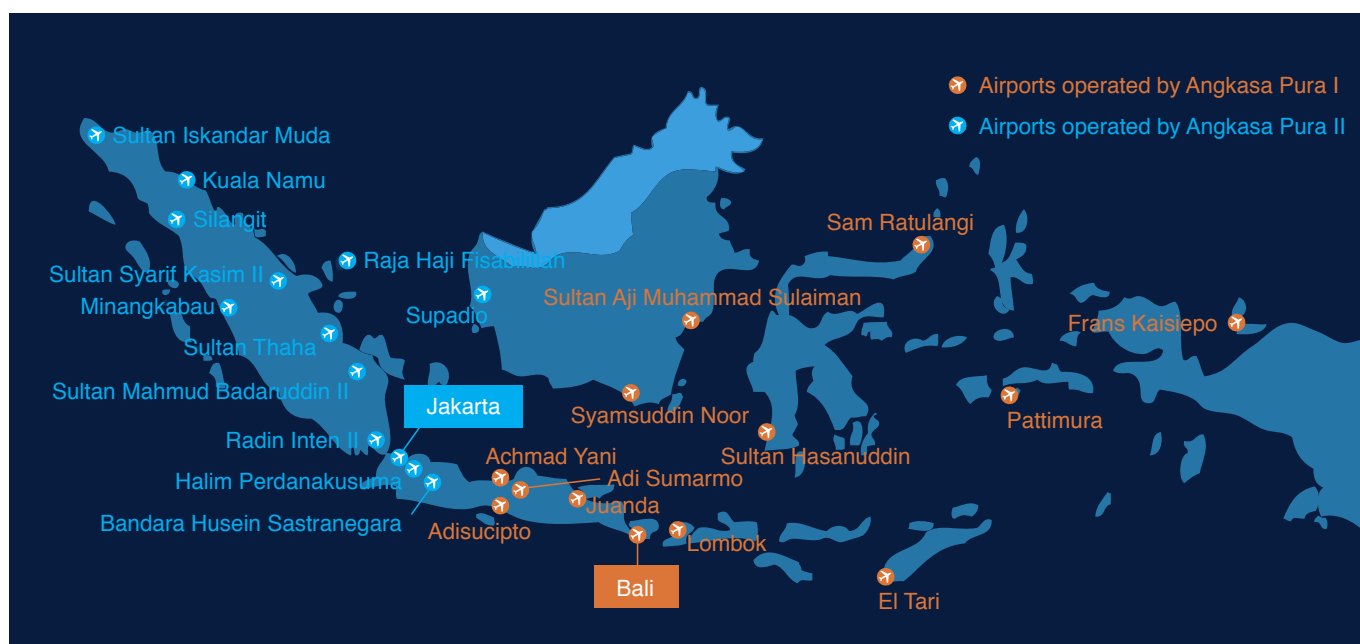 Airports operated by Angkasa Pura I
Airports operated by Angkasa Pura II
Sultan Iskandar Muda
Kuala Namu
Silangit
Sam Ratulangi
Raja Haji Fisabilillah
Sultan Syarif Kasim II
Sultan Aji Muhammad Sulaiman
Minangkabau
Supadio
Frans Kaisiepo
Sultan Thaha
Sultan Mahmud Badaruddin II
Jakarta
Syamsuddin Noor
Pattimura
Radin Inten II
Achmad Yani
Sultan Hasanuddin
Halim Perdanakusuma
Adi Sumarmo
Juanda
Bandara Husein Sastranegara
Adisucipto
Lombok
Bali
El Tari